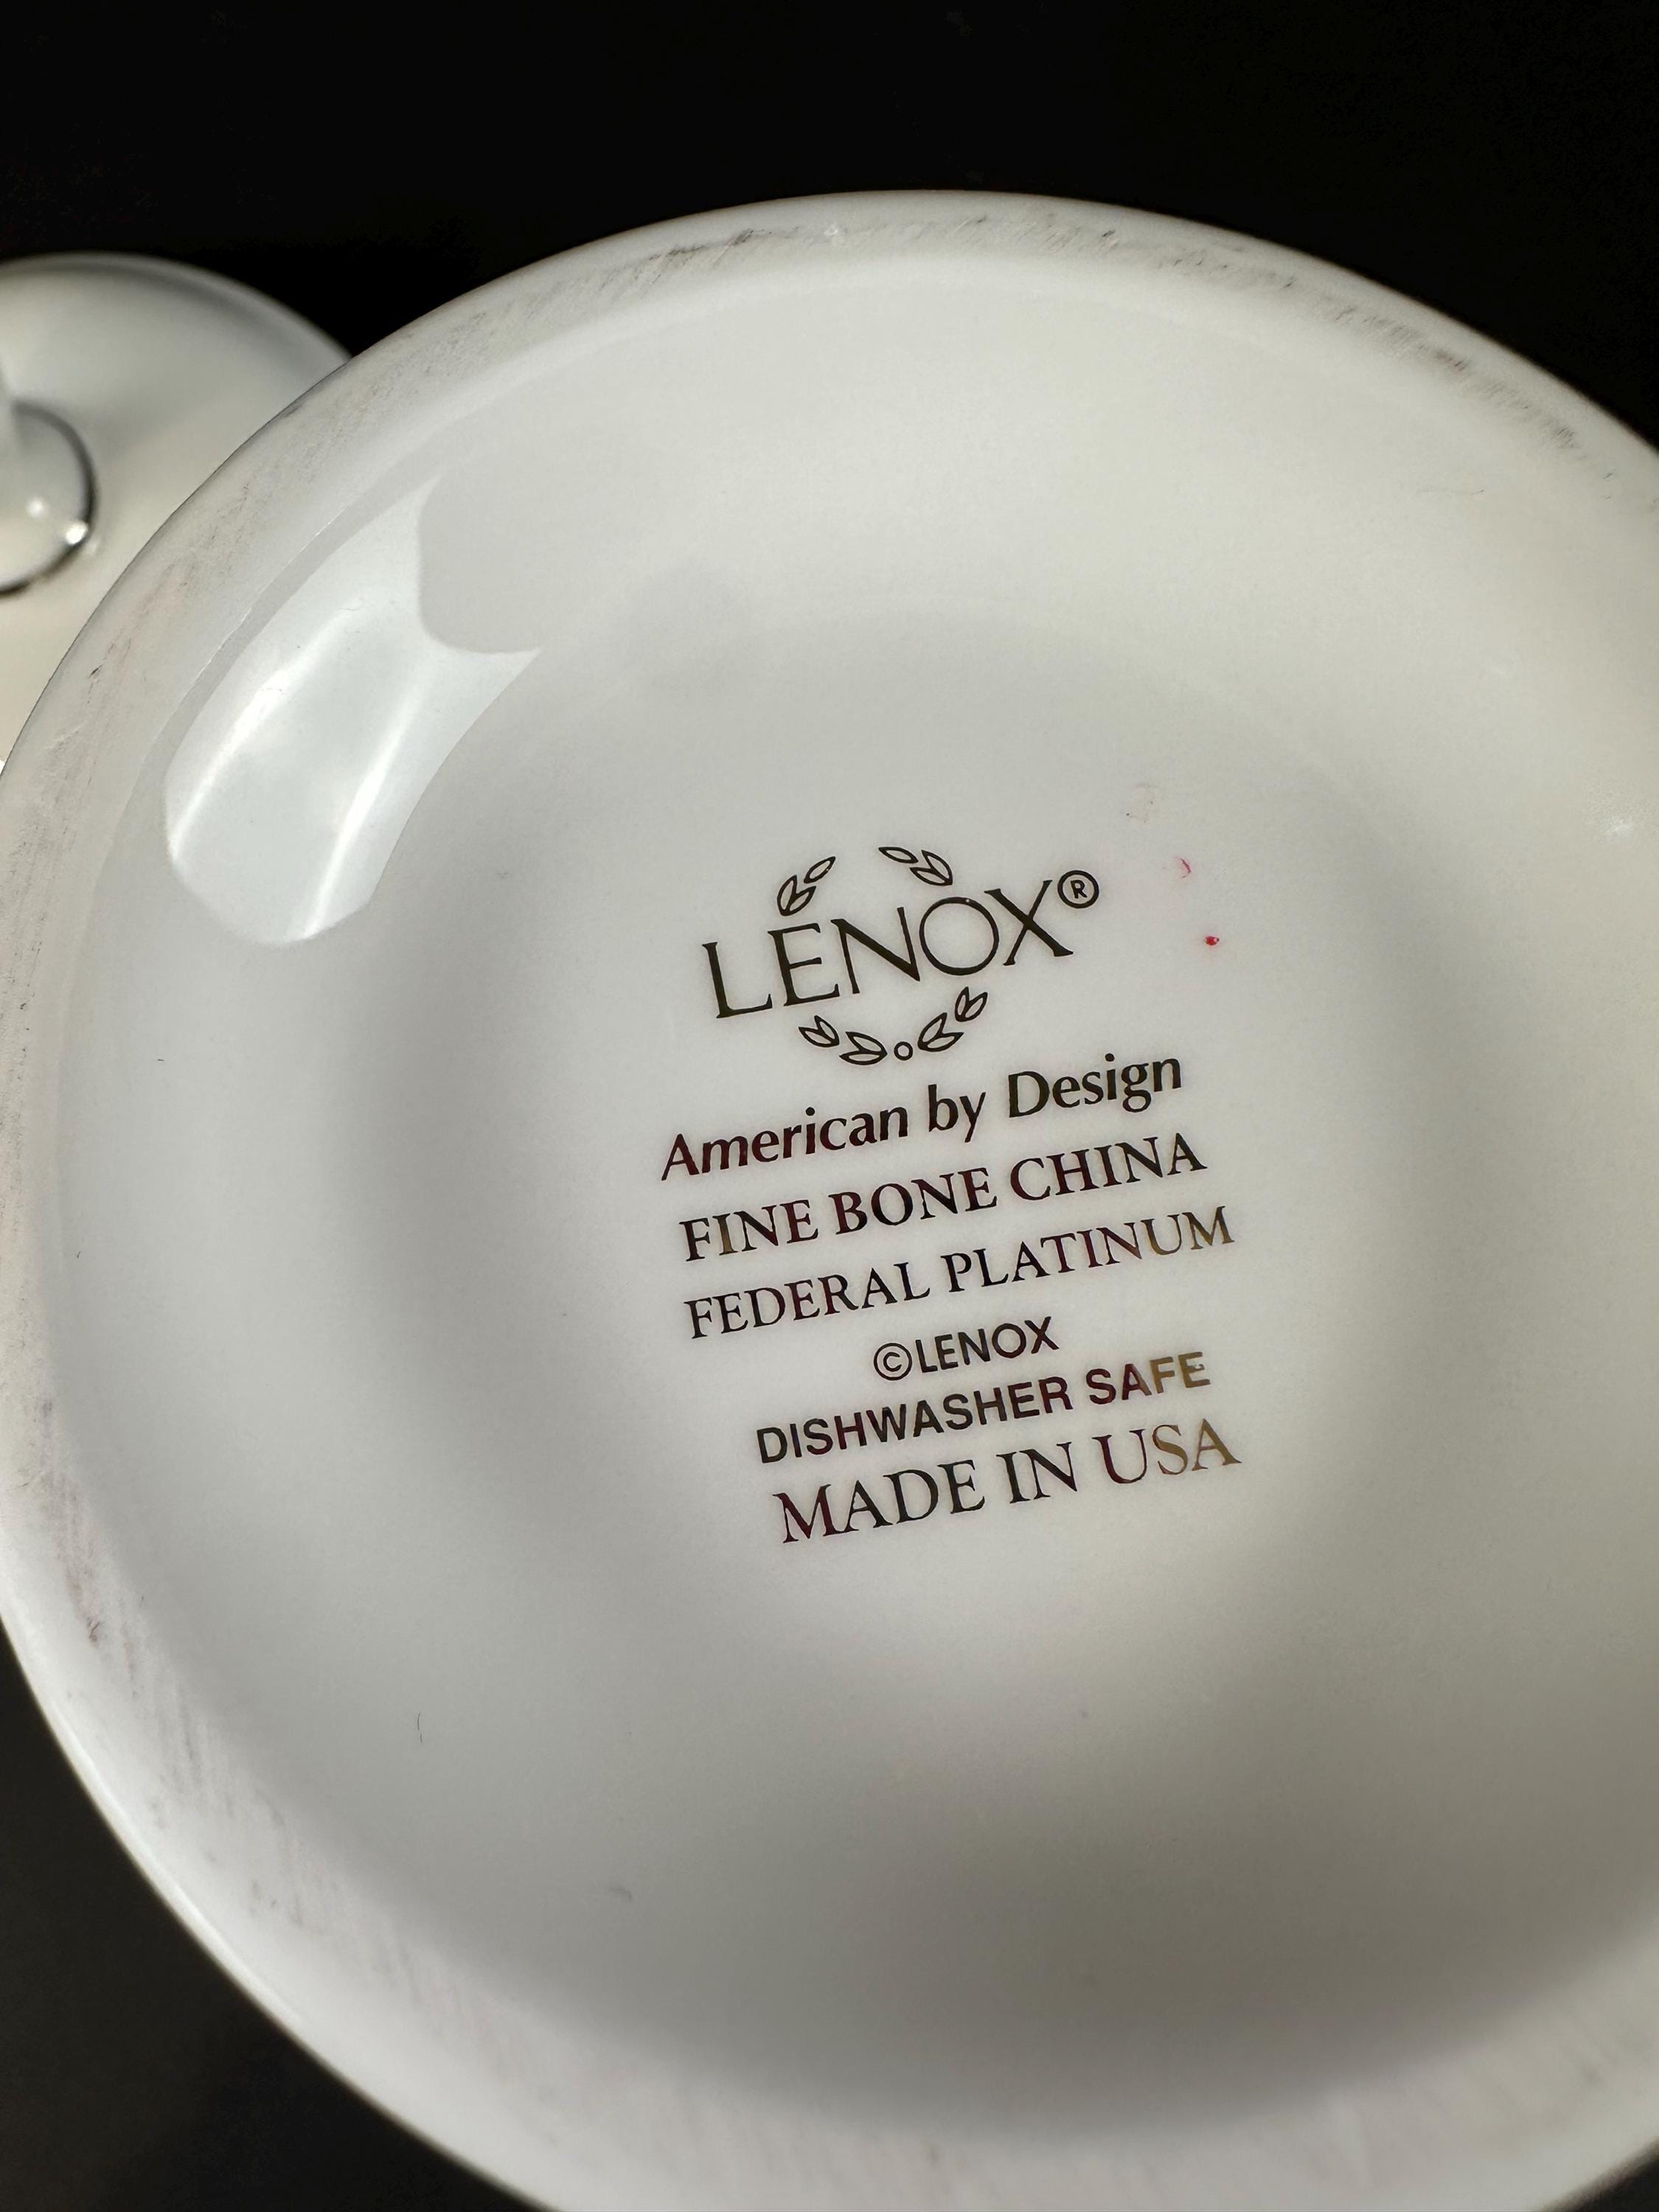 LENOX®
American by Design
FINE BONE CHINA
FEDERAL PLATINUM
©LENOX
DISHWASHER SAFE
MADE IN USA